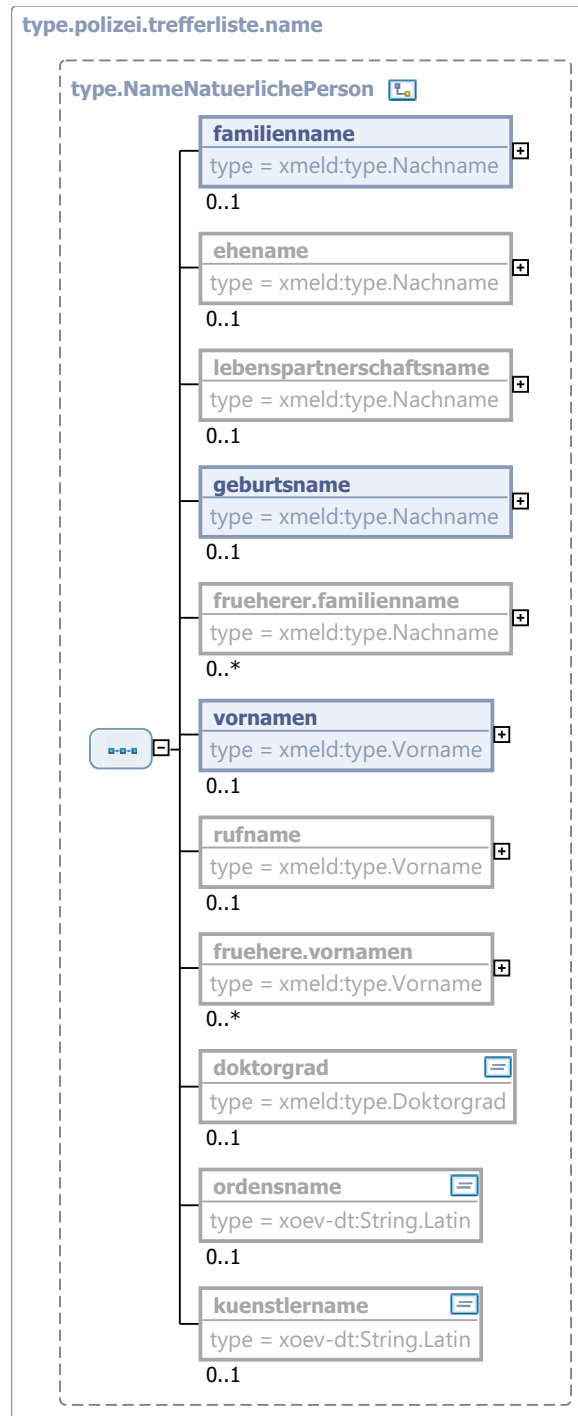 type.polizei.trefferliste.name
type.NameNatuerlichePerson
familienname
type = xmeld:type.Nachname
0..1
ehename
type = xmeld:type.Nachname
0..1
lebenspartnerschaftsname
type = xmeld:type.Nachname
0..1
geburtsname
type = xmeld:type.Nachname
0..1
frueherer.familienname
type = xmeld:type.Nachname
0..*
vornamen
type = xmeld:type.Vorname
0..1
rufname
type = xmeld:type.Vorname
0..1
fruehere.vornamen
type = xmeld:type.Vorname
0..*
doktorgrad
type = xmeld:type.Doktorgrad
0..1
ordensname
type = xoev-dt:String.Latin
0..1
kuenstlername
type = xoev-dt:String.Latin
0..1